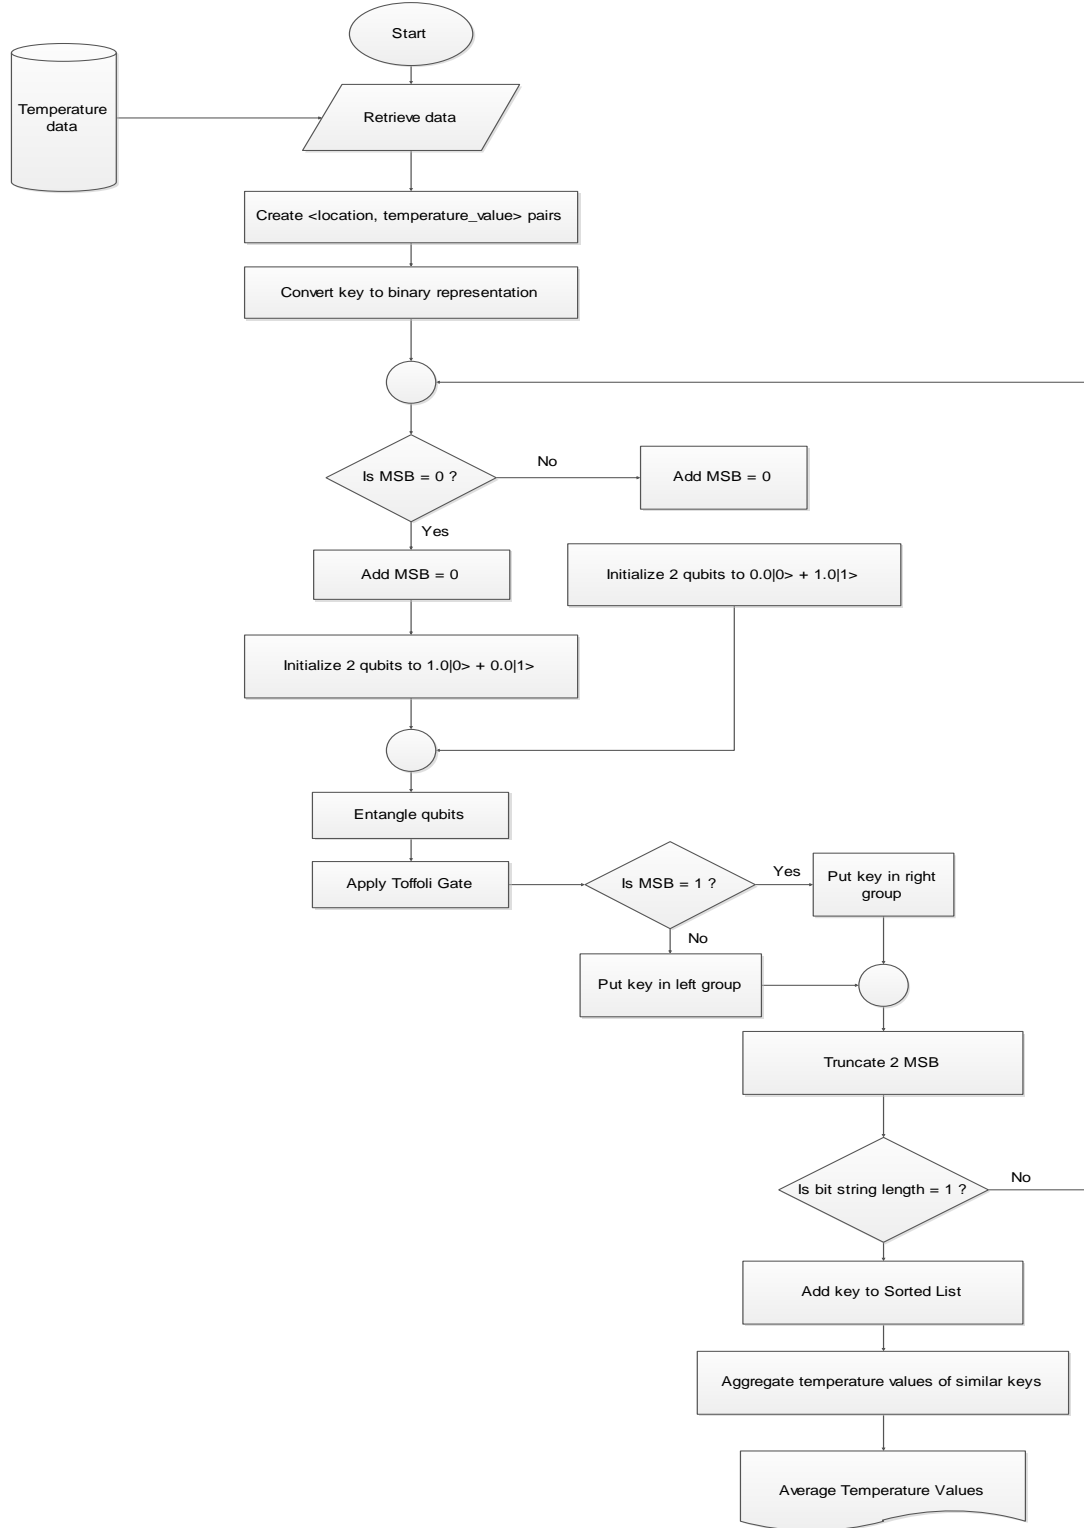 Start
Temperature
data
Retrieve data
Create <location, temperature_value> pairs
Convert key to binary representation
Is MSB = 0 ?
No
Add MSB = 0
Yes
Add MSB = 0
Initialize 2 qubits to 0.0|0> + 1.0|1>
Initialize 2 qubits to 1.0|0> + 0.0|1>
Entangle qubits
Apply Toffoli Gate
Is MSB = 1 ?
Yes
Put key in right
group
No
Put key in left group
Truncate 2 MSB
Is bit string length = 1 ?
No
Add key to Sorted List
Aggregate temperature values of similar keys
Average Temperature Values